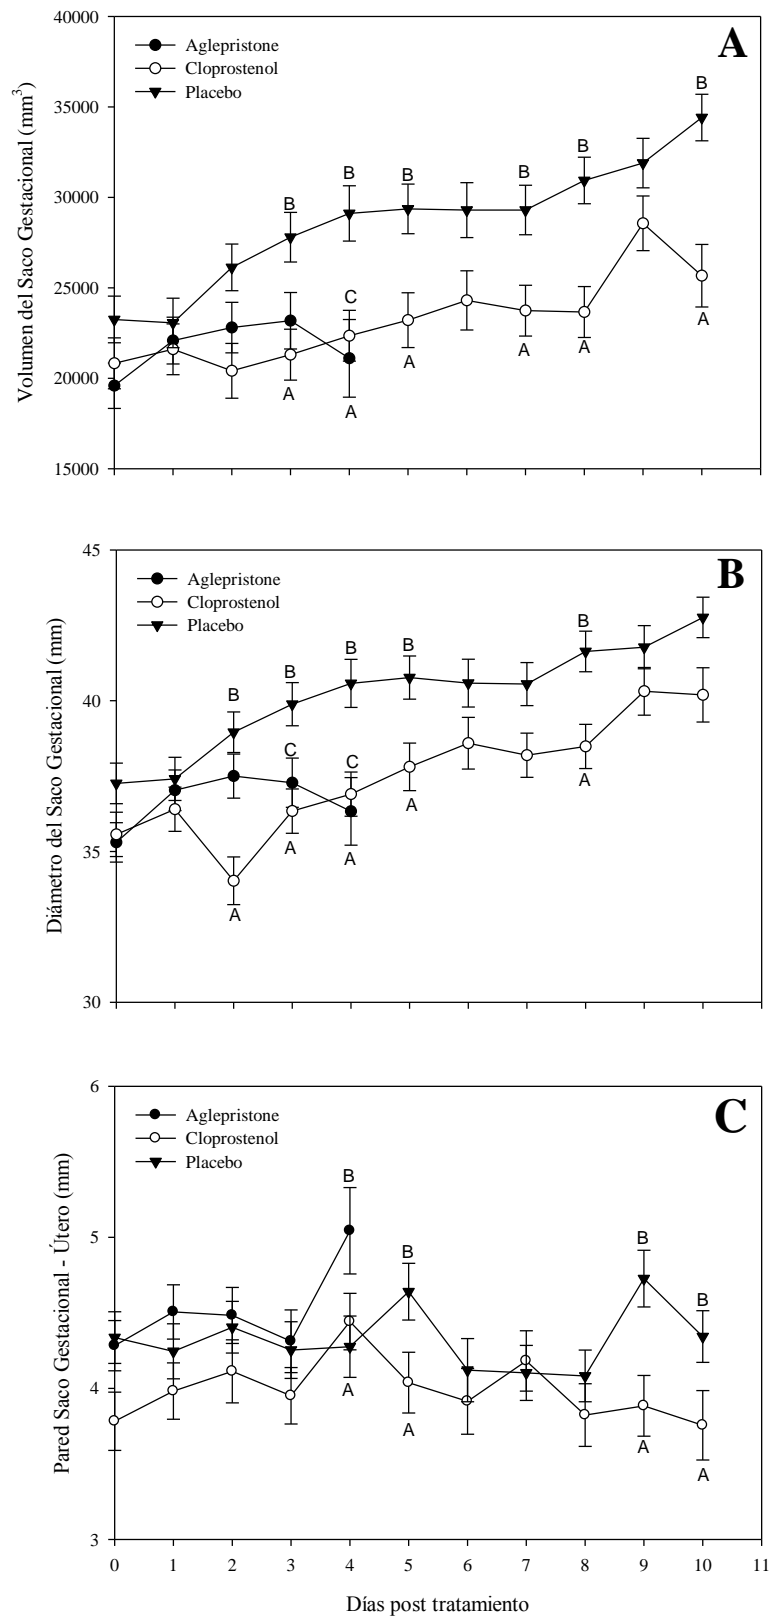 A
Aglepristone
Cloprostenol
Placebo
Volumen del Saco Gestacional (mm³)
40000
35000
30000
25000
20000
15000
B B B B B B
C
A A A A A A
B
Aglepristone
Cloprostenol
Placebo
Diámetro del Saco Gestacional (mm)
45
40
35
30
B B B B B
C C
A A A A A
C
Aglepristone
Cloprostenol
Placebo
Pared Saco Gestacional - Útero (mm)
6
5
4
3
B B B B
A A A A
0 1 2 3 4 5 6 7 8 9 10 11
Días post tratamiento